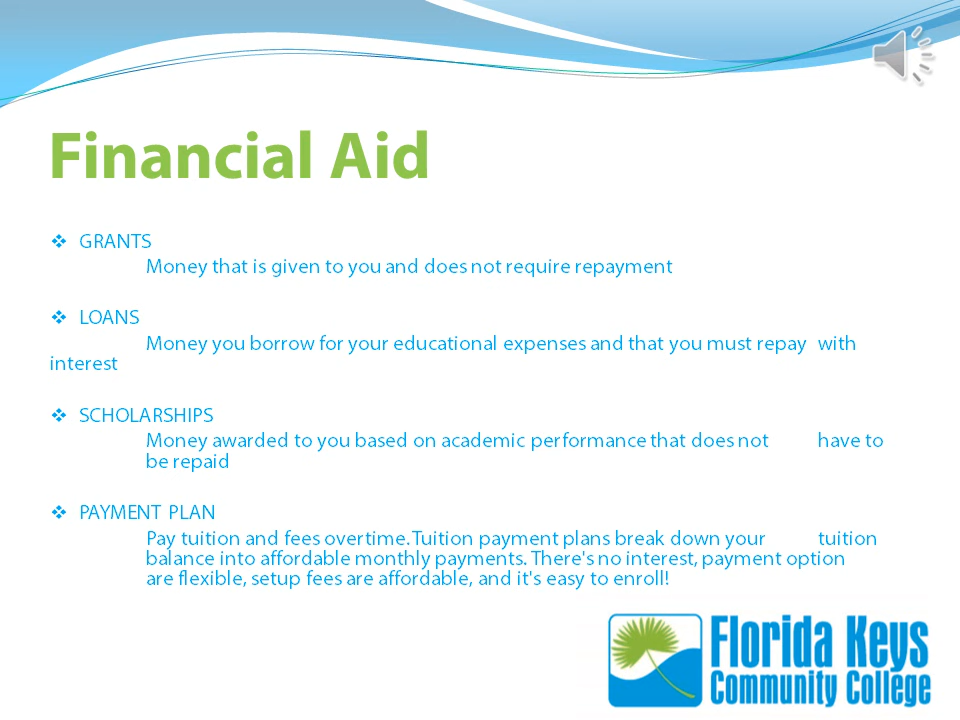 Financial Aid
❖ GRANTS
Money that is given to you and does not require repayment
❖ LOANS
Money you borrow for your educational expenses and that you must repay with
interest
❖ SCHOLARSHIPS
Money awarded to you based on academic performance that does not have to
be repaid
❖ PAYMENT PLAN
Pay tuition and fees overtime. Tuition payment plans break down your tuition
balance into affordable monthly payments. There's no interest, payment option
are flexible, setup fees are affordable, and it's easy to enroll!
Florida Keys
Community College